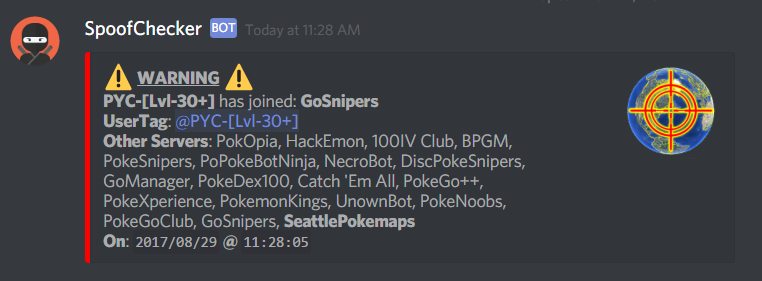 SpoofChecker BOT Today at 11:28 AM
WARNING
PYC-[Lvl-30+] has joined: GoSnipers
UserTag: @PYC-[Lvl-30+]
Other Servers: PokOpia, HackEmon, 100IV Club, BPGM,
PokeSnipers, PoPokeBotNinja, NecroBot, DiscPokeSnipers,
GoManager, PokeDex100, Catch 'Em All, PokeGo++,
PokeXperience, PokemonKings, UnownBot, PokeNoobs,
PokeGoClub, GoSnipers, SeattlePokemaps
On: 2017/08/29 @ 11:28:05